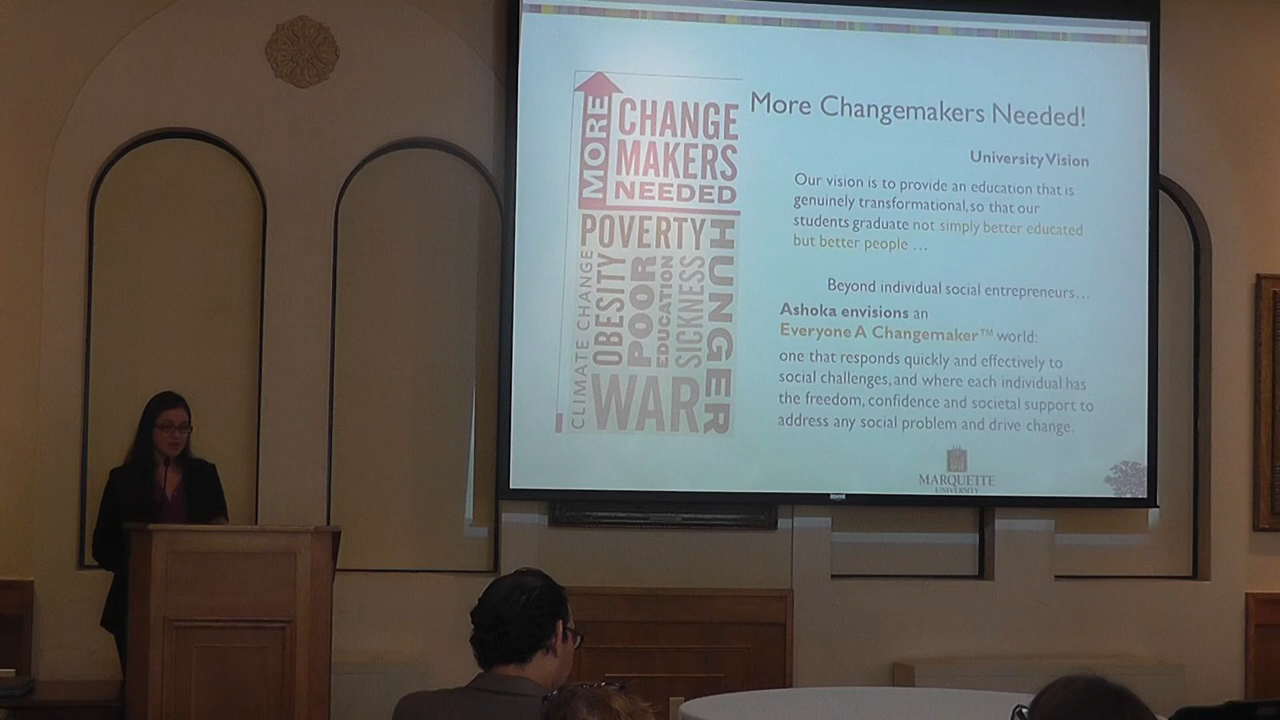 MORE
CHANGE
MAKERS
NEEDED
POVERTY
HUNGER
CLIMATE CHANGE
OBESITY
POOR
EDUCATION
SICKNESS
WAR
More Changemakers Needed!
University Vision
Our vision is to provide an education that is
genuinely transformational, so that our
students graduate not simply better educated
but better people ...
Beyond individual social entrepreneurs...
Ashoka envisions an
Everyone A Changemaker™ world:
one that responds quickly and effectively to
social challenges, and where each individual has
the freedom, confidence and societal support to
address any social problem and drive change.
MARQUETTE
UNIVERSITY